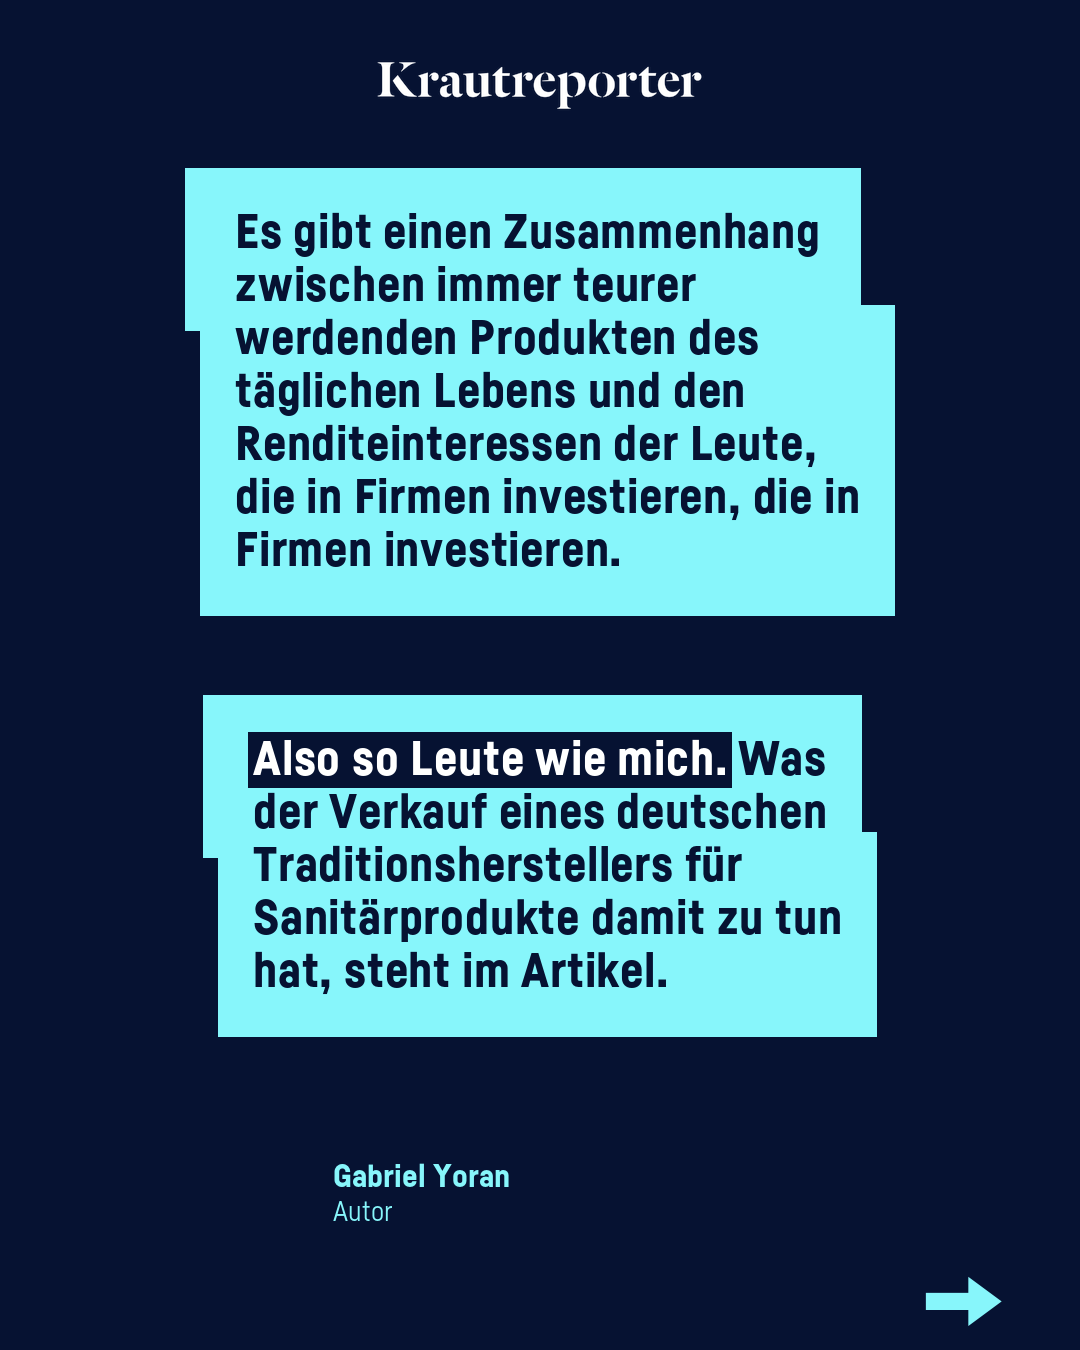 Krautreporter
Es gibt einen Zusammenhang
zwischen immer teurer
werdenden Produkten des
täglichen Lebens und den
Renditeinteressen der Leute,
die in Firmen investieren, die in
Firmen investieren.
Also so Leute wie mich. Was
der Verkauf eines deutschen
Traditionsherstellers für
Sanitärprodukte damit zu tun
hat, steht im Artikel.
Gabriel Yoran
Autor